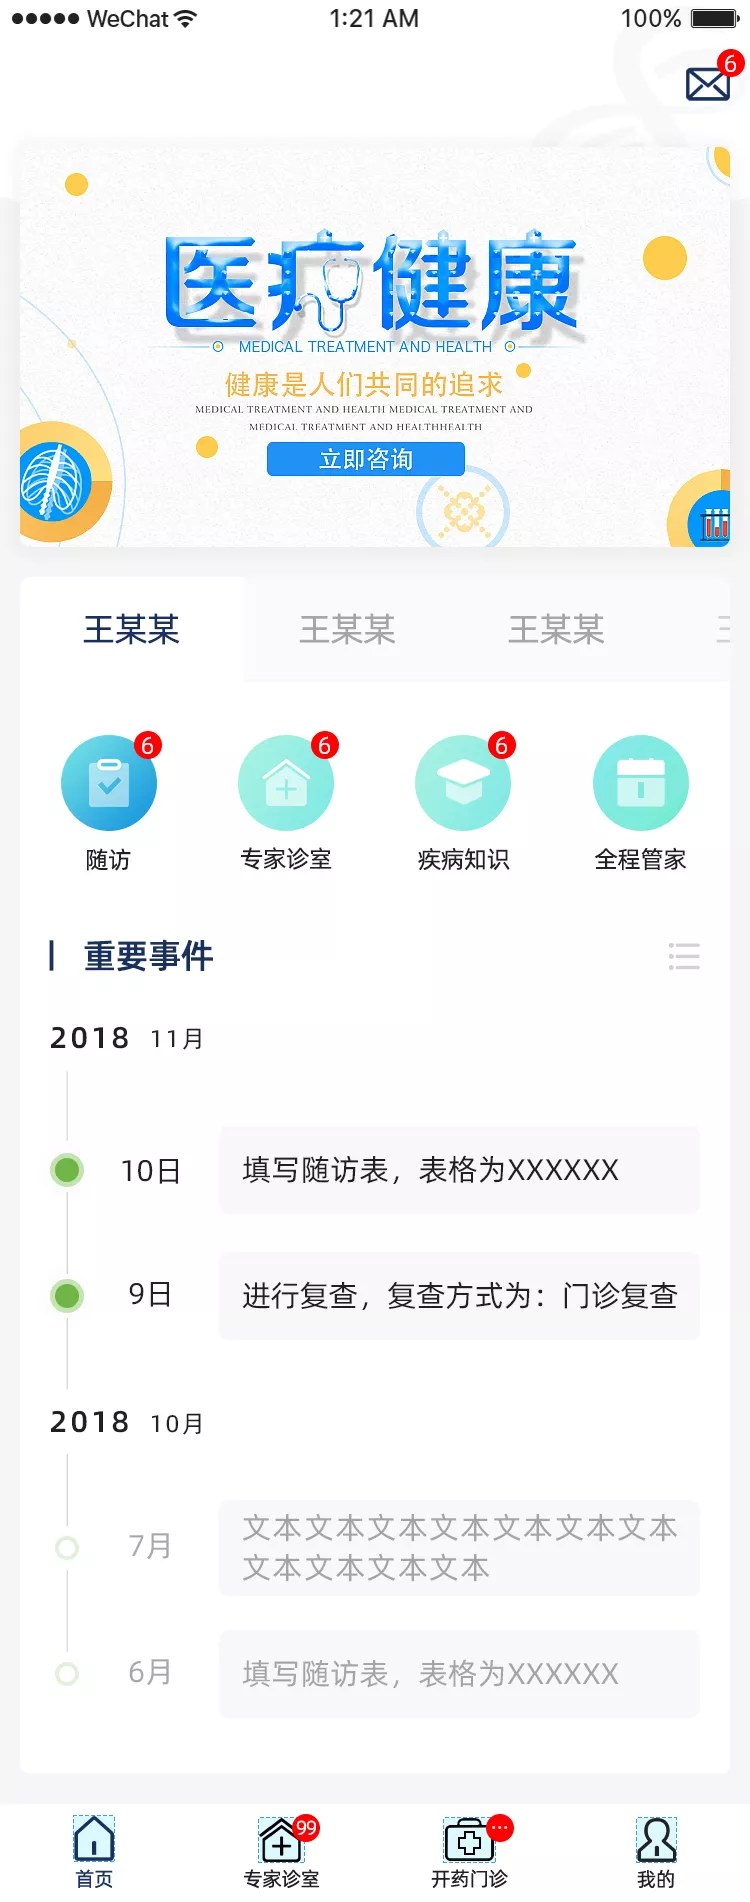 WeChat 1:21 AM 100%
6
医疗健康
MEDICAL TREATMENT AND HEALTH
健康是人们共同的追求
MEDICAL TREATMENT AND HEALTH MEDICAL TREATMENT AND
MEDICAL TREATMENT AND HEALTHHEALTH
立即咨询
王某某 王某某 王某某
6 6 6
随访 专家诊室 疾病知识 全程管家
重要事件
2018 11月
10日 填写随访表，表格为XXXXXX
9日 进行复查，复查方式为：门诊复查
2018 10月
7月 文本文本文本文本文本文本文本
文本文本文本文本
6月 填写随访表，表格为XXXXXX
99 ···
首页 专家诊室 开药门诊 我的